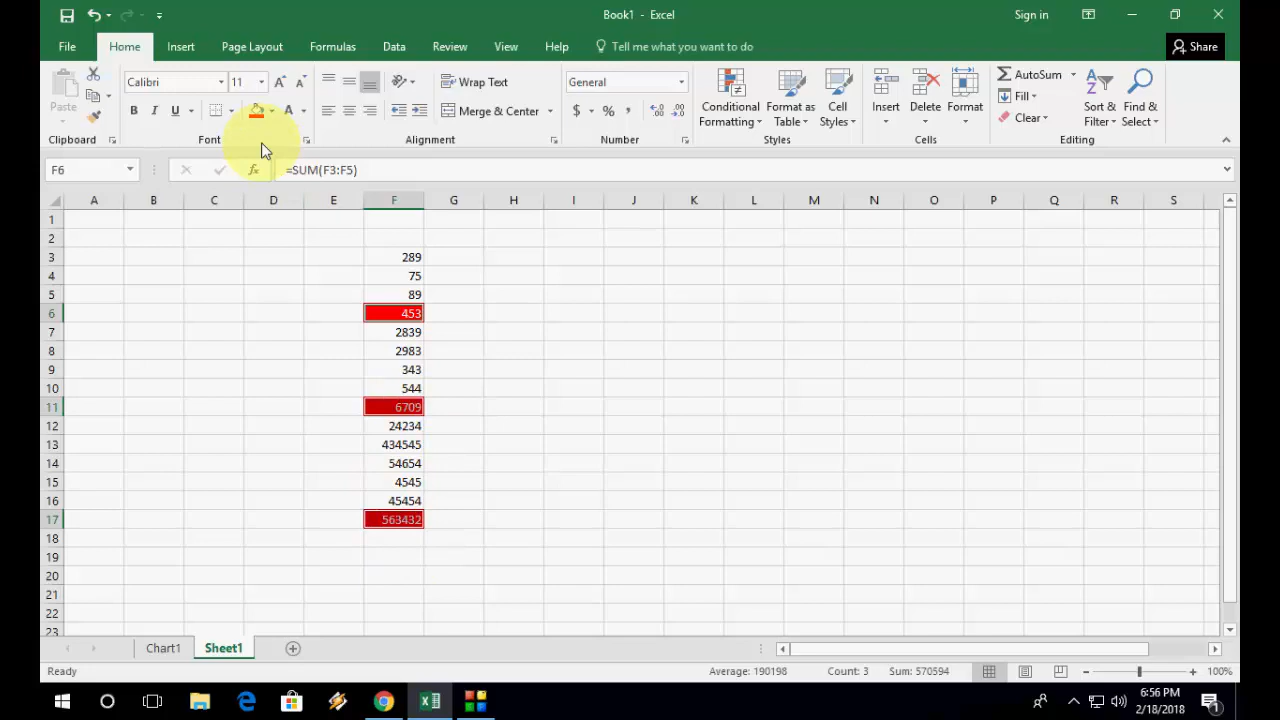 Book1 - Excel
Sign in
File Home Insert Page Layout Formulas Data Review View Help Tell me what you want to do Share
Paste
Calibri 11
B I U A
Wrap Text
Merge & Center
General
$ % ,
Conditional Formatting
Format as Table
Cell Styles
Insert
Delete
Format
AutoSum
Fill
Clear
Sort & Filter
Find & Select
Clipboard Font Alignment Number Styles Cells Editing
F6 fx =SUM(F3:F5)
A B C D E F G H I J K L M N O P Q R S
1
2
3 289
4 75
5 89
6 453
7 2839
8 2983
9 343
10 544
11 6709
12 24234
13 434545
14 54654
15 4545
16 45454
17 563432
18
19
20
21
22
23
Chart1 Sheet1
Ready Average: 190198 Count: 3 Sum: 570594 100%
6:56 PM
2/18/2018
1